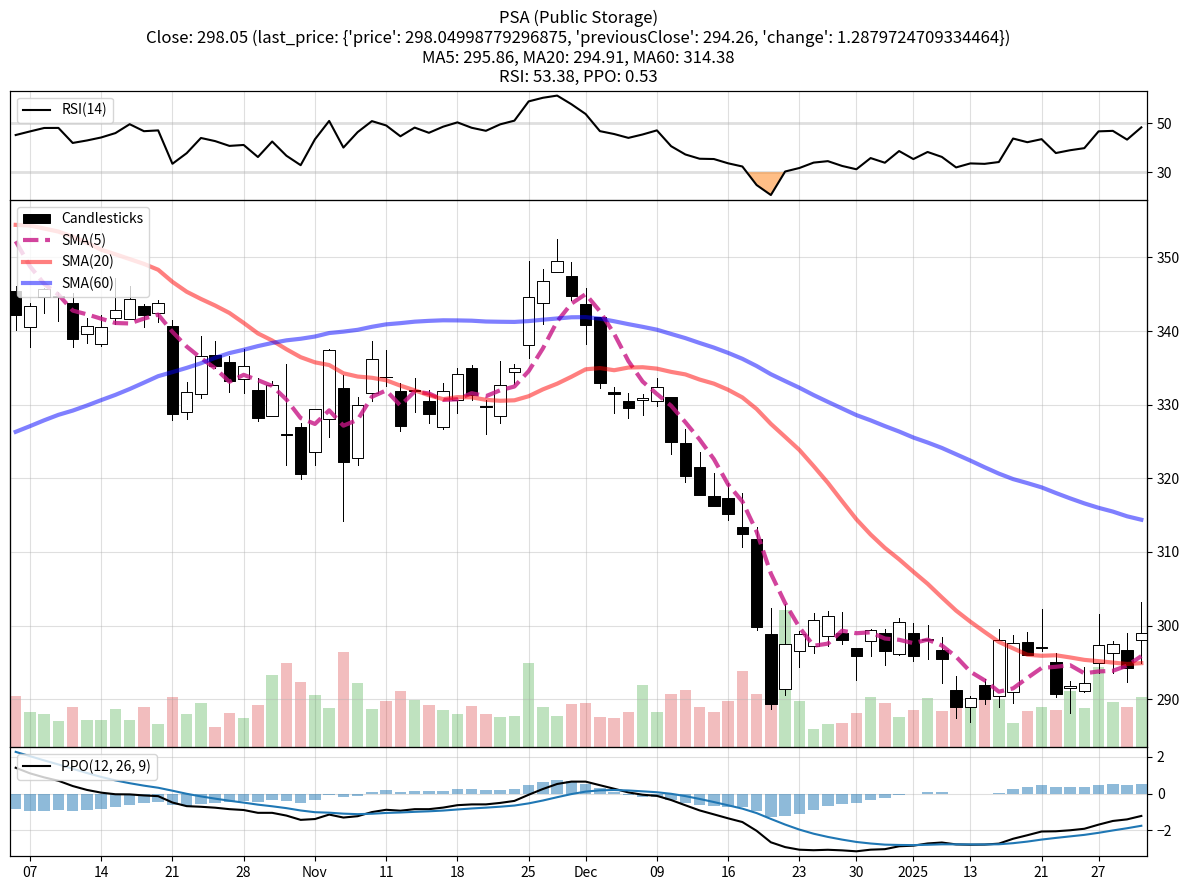 PSA (Public Storage)
Close: 298.05 (last_price: {'price': 298.04998779296875, 'previousClose': 294.26, 'change': 1.2879724709334464})
MA5: 295.86, MA20: 294.91, MA60: 314.38
RSI: 53.38, PPO: 0.53
RSI(14)
50
30
Candlesticks
SMA(5)
SMA(20)
SMA(60)
350
340
330
320
310
300
290
PPO(12, 26, 9)
2
0
−2
07 14 21 28 Nov 11 18 25 Dec 09 16 23 30 2025 13 21 27